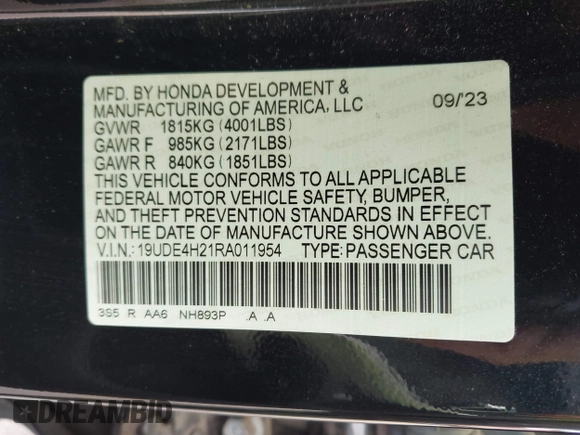 MFD. BY HONDA DEVELOPMENT &
MANUFACTURING OF AMERICA, LLC 09/23
GVWR 1815KG (4001LBS)
GAWR F 985KG (2171LBS)
GAWR R 840KG (1851LBS)
THIS VEHICLE CONFORMS TO ALL APPLICABLE
FEDERAL MOTOR VEHICLE SAFETY, BUMPER,
AND THEFT PREVENTION STANDARDS IN EFFECT
ON THE DATE OF MANUFACTURE SHOWN ABOVE.
V.I.N.: 19UDE4H21RA011954 TYPE: PASSENGER CAR
3S5 R AA6 NH893P .A .A
DREAMBID